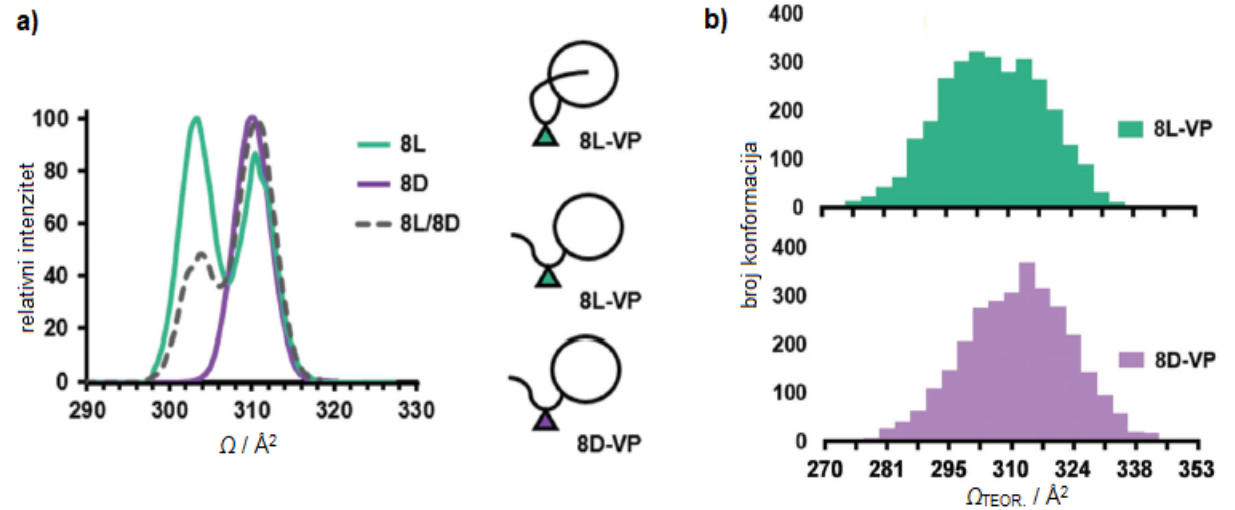 a)
relativni intenzitet
100
80
60
40
20
0
290 300 310 320 330
Ω / Å²
8L
8D
8L/8D
8L-VP
8L-VP
8D-VP
b)
broj konformacija
400
300
200
100
0
8L-VP
400
300
200
100
0
8D-VP
270 281 295 310 324 338 353
ΩTEOR. / Å²